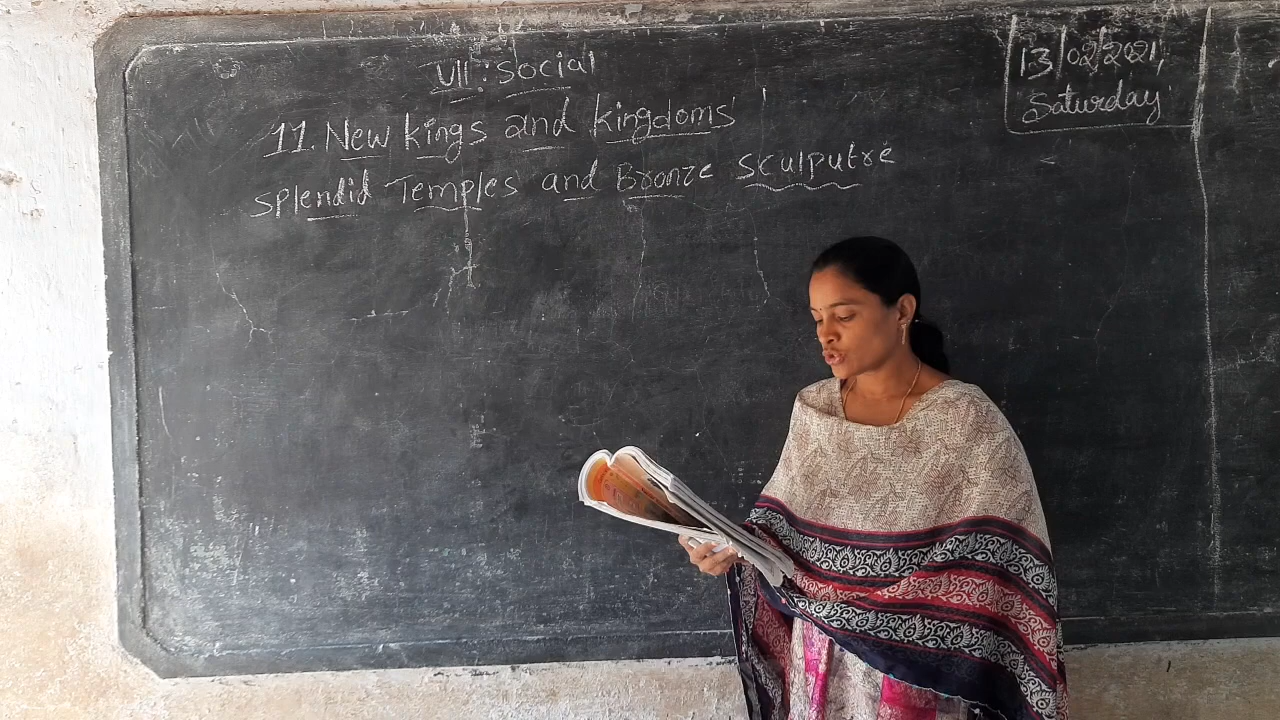 VII : social
13/02/2021,
Saturday
11. New kings and kingdoms'
splendid Temples and Bronze sculputre